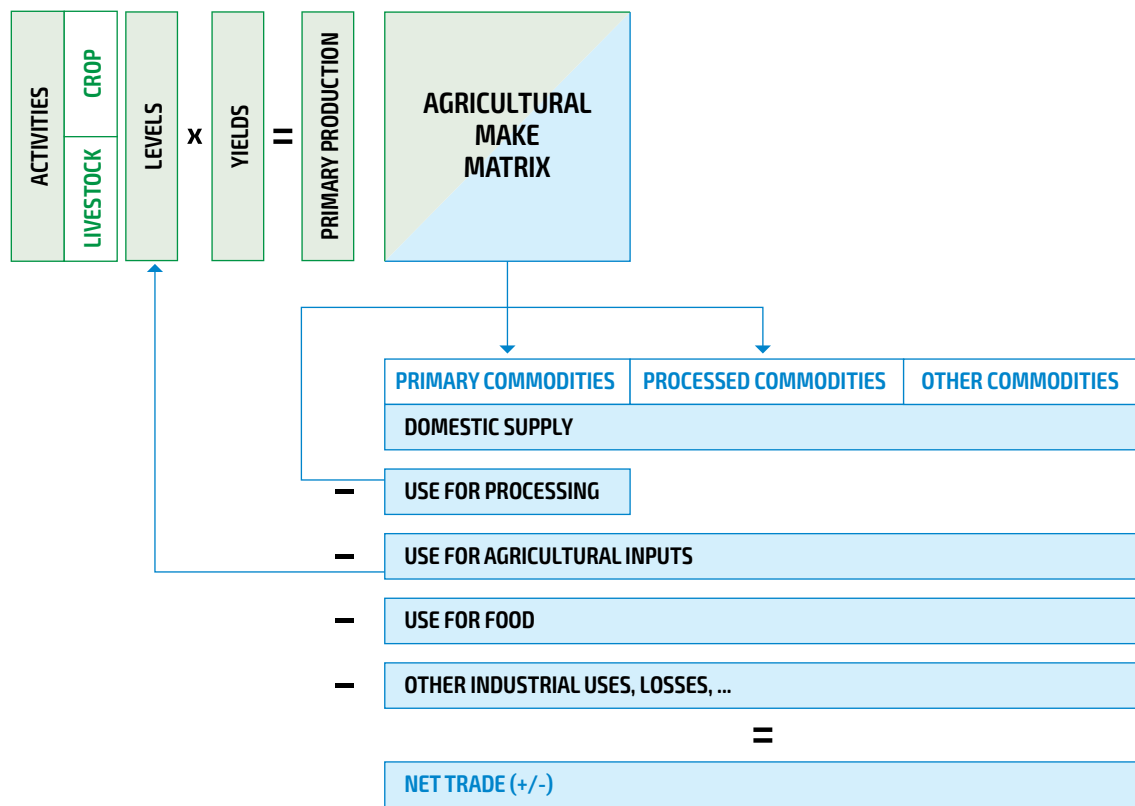 ACTIVITIES
CROP
LIVESTOCK
LEVELS
x
YIELDS
=
PRIMARY PRODUCTION
AGRICULTURAL
MAKE
MATRIX
PRIMARY COMMODITIES
PROCESSED COMMODITIES
OTHER COMMODITIES
DOMESTIC SUPPLY
– USE FOR PROCESSING
– USE FOR AGRICULTURAL INPUTS
– USE FOR FOOD
– OTHER INDUSTRIAL USES, LOSSES, ...
=
NET TRADE (+/-)